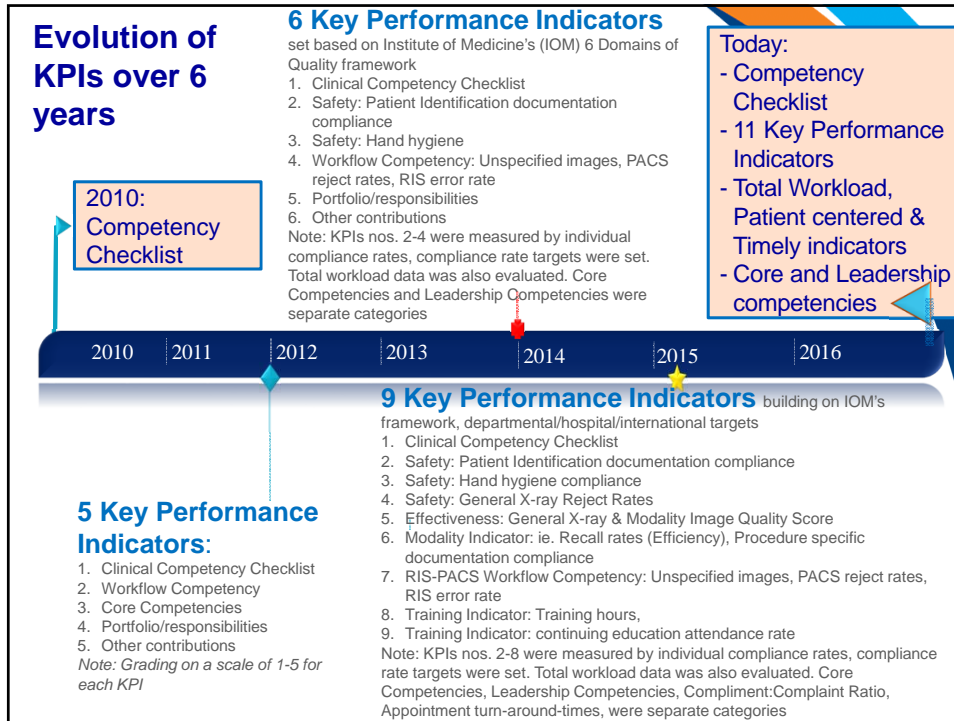 Evolution of
KPIs over 6
years
6 Key Performance Indicators
set based on Institute of Medicine's (IOM) 6 Domains of
Quality framework
1. Clinical Competency Checklist
2. Safety: Patient Identification documentation
compliance
3. Safety: Hand hygiene
4. Workflow Competency: Unspecified images, PACS
reject rates, RIS error rate
5. Portfolio/responsibilities
6. Other contributions
Note: KPIs nos. 2-4 were measured by individual
compliance rates, compliance rate targets were set.
Total workload data was also evaluated. Core
Competencies and Leadership Competencies were
separate categories
Today:
- Competency
Checklist
- 11 Key Performance
Indicators
- Total Workload,
Patient centered &
Timely indicators
- Core and Leadership
competencies
2010:
Competency
Checklist
2010 2011 2012 2013 2014 2015 2016
9 Key Performance Indicators building on IOM's
framework, departmental/hospital/international targets
1. Clinical Competency Checklist
2. Safety: Patient Identification documentation compliance
3. Safety: Hand hygiene compliance
4. Safety: General X-ray Reject Rates
5. Effectiveness: General X-ray & Modality Image Quality Score
6. Modality Indicator: ie. Recall rates (Efficiency), Procedure specific
documentation compliance
7. RIS-PACS Workflow Competency: Unspecified images, PACS reject rates,
RIS error rate
8. Training Indicator: Training hours,
9. Training Indicator: continuing education attendance rate
Note: KPIs nos. 2-8 were measured by individual compliance rates, compliance
rate targets were set. Total workload data was also evaluated. Core
Competencies, Leadership Competencies, Compliment:Complaint Ratio,
Appointment turn-around-times, were separate categories
5 Key Performance
Indicators:
1. Clinical Competency Checklist
2. Workflow Competency
3. Core Competencies
4. Portfolio/responsibilities
5. Other contributions
Note: Grading on a scale of 1-5 for
each KPI